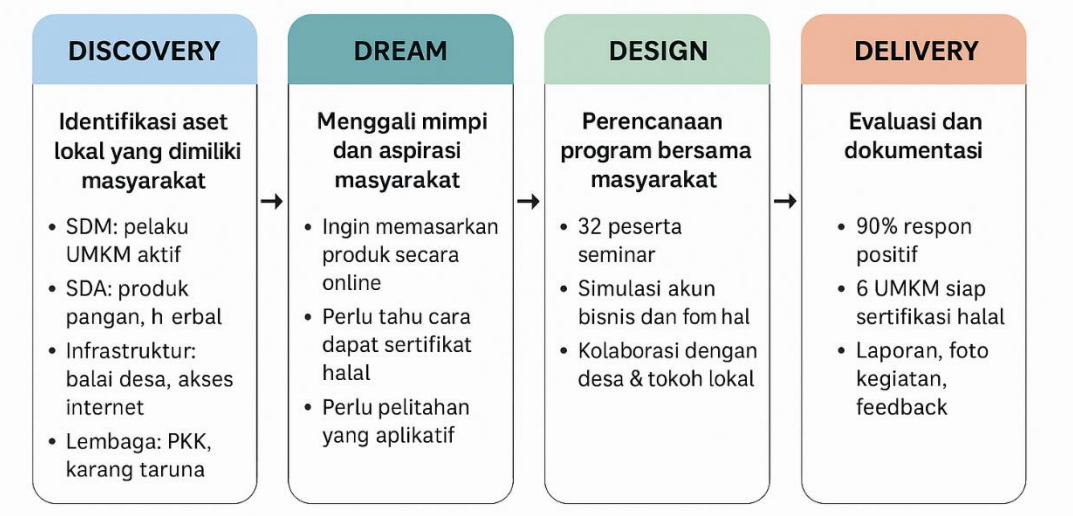 DISCOVERY
Identifikasi aset
lokal yang dimiliki
masyarakat
• SDM: pelaku
UMKM aktif
• SDA: produk
pangan, h erbal
• Infrastruktur:
balai desa, akses
internet
• Lembaga: PKK,
karang taruna
DREAM
Menggali mimpi
dan aspirasi
masyarakat
• Ingin memasarkan
produk secara
online
• Perlu tahu cara
dapat sertifikat
halal
• Perlu pelitahan
yang aplikatif
DESIGN
Perencanaan
program bersama
masyarakat
• 32 peserta
seminar
• Simulasi akun
bisnis dan fom hal
• Kolaborasi dengan
desa & tokoh lokal
DELIVERY
Evaluasi dan
dokumentasi
• 90% respon
positif
• 6 UMKM siap
sertifikasi halal
• Laporan, foto
kegiatan,
feedback